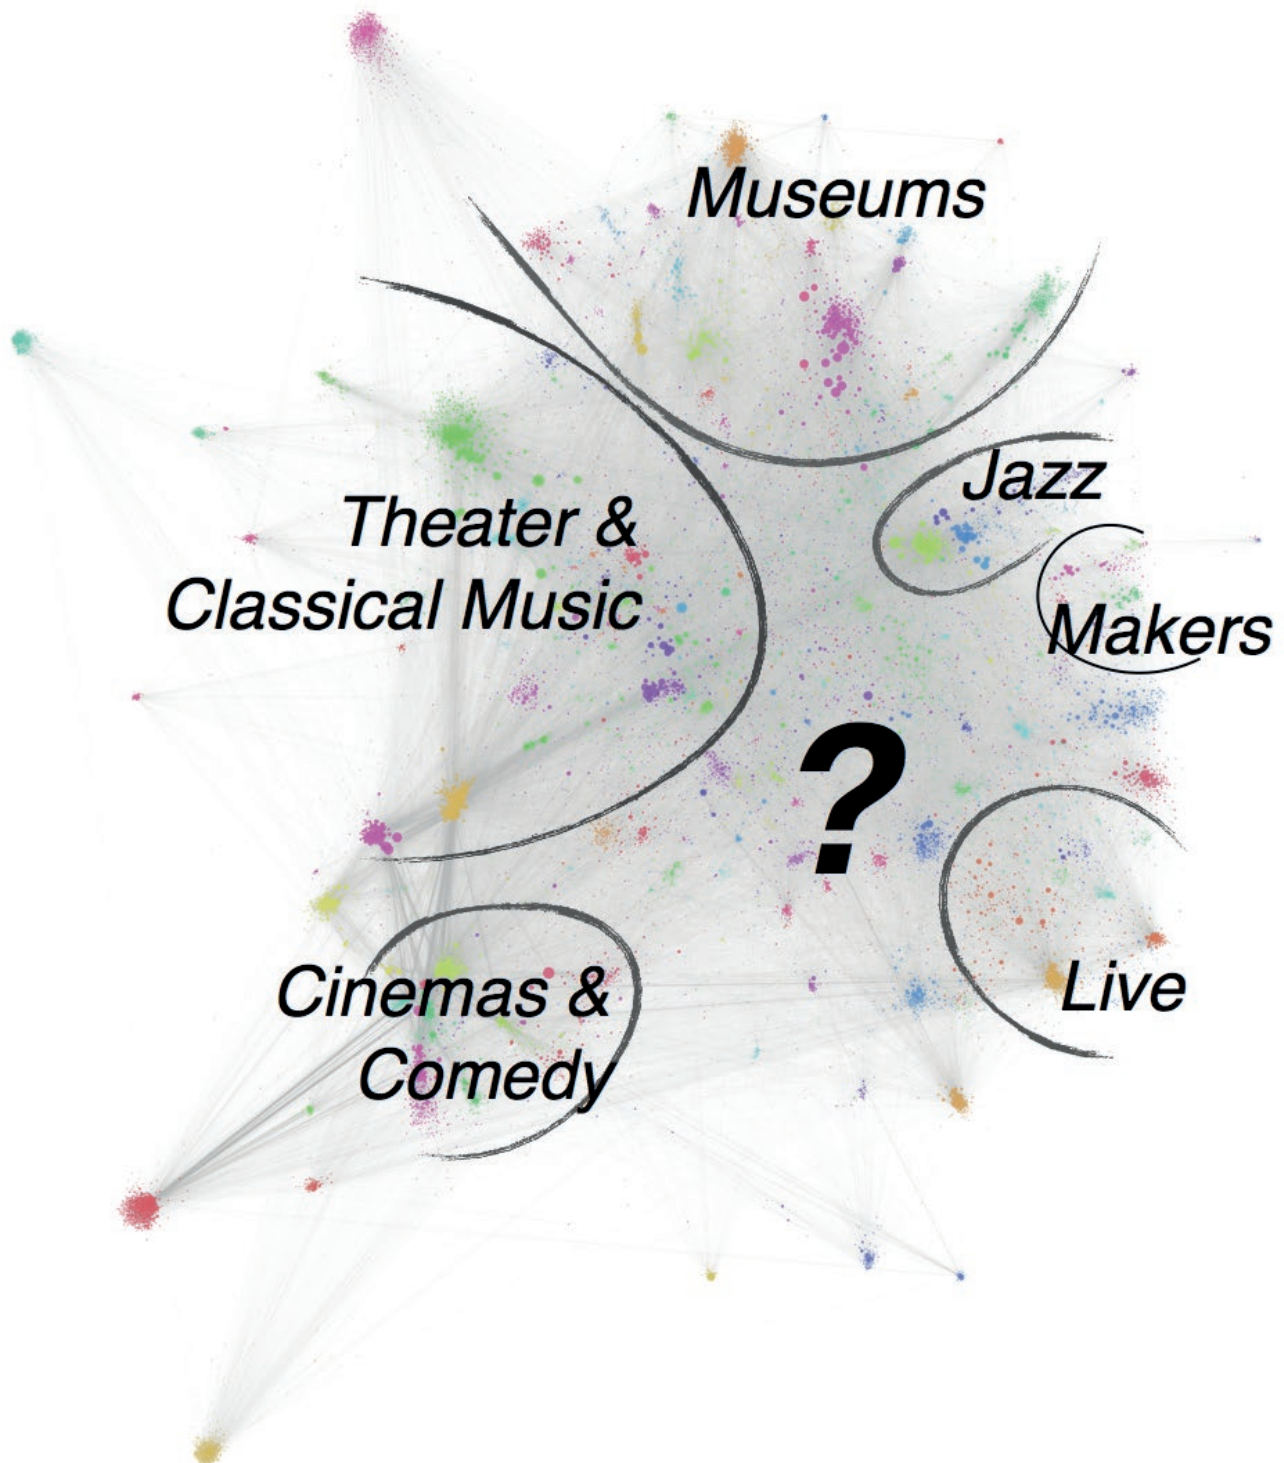 Museums
Jazz
Theater &
Classical Music
Makers
?
Cinemas &
Comedy
Live